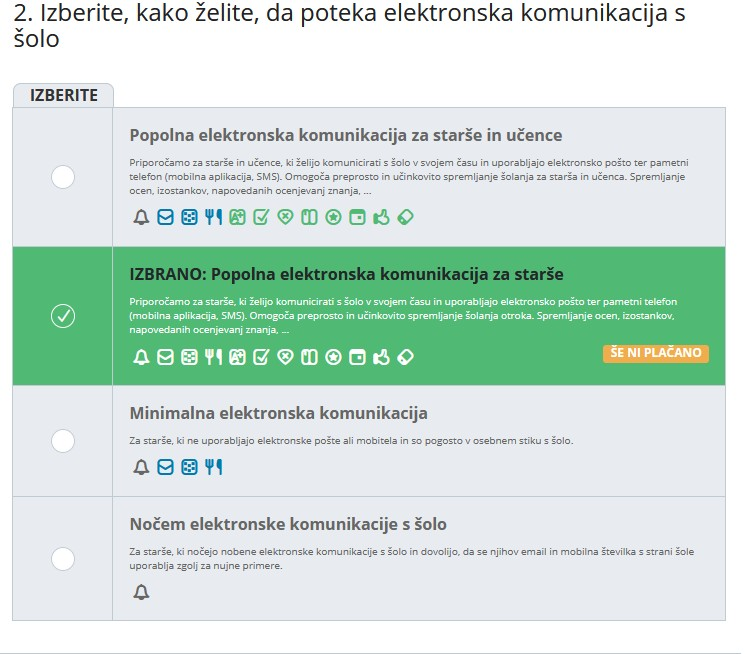 2. Izberite, kako želite, da poteka elektronska komunikacija s
šolo
IZBERITE
Popolna elektronska komunikacija za starše in učence
Priporočamo za starše in učence, ki želijo komunicirati s šolo v svojem času in uporabljajo elektronsko pošto ter pametni
telefon (mobilna aplikacija, SMS). Omogoča preprosto in učinkovito spremljanje šolanja za starša in učenca. Spremljanje
ocen, izostankov, napovedanih ocenjevanj znanja, ...
IZBRANO: Popolna elektronska komunikacija za starše
Priporočamo za starše, ki želijo komunicirati s šolo v svojem času in uporabljajo elektronsko pošto ter pametni telefon
(mobilna aplikacija, SMS). Omogoča preprosto in učinkovito spremljanje šolanja otroka. Spremljanje ocen, izostankov,
napovedanih ocenjevanj znanja, ...
ŠE NI PLAČANO
Minimalna elektronska komunikacija
Za starše, ki ne uporabljajo elektronske pošte ali mobitela in so pogosto v osebnem stiku s šolo.
Nočem elektronske komunikacije s šolo
Za starše, ki nočejo nobene elektronske komunikacije s šolo in dovolijo, da se njihov email in mobilna številka s strani šole
uporablja zgolj za nujne primere.